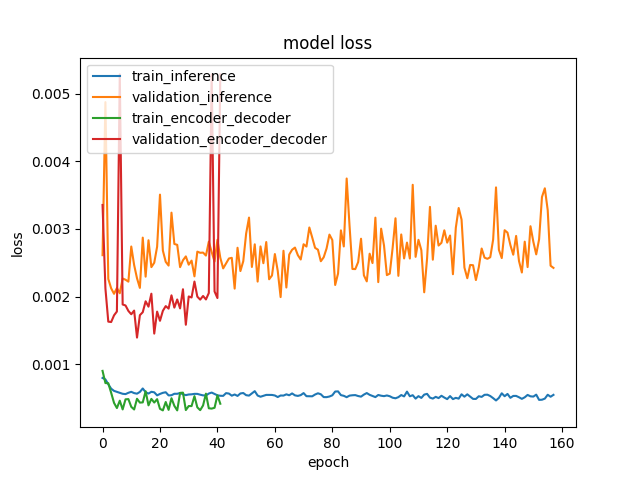 model loss
train_inference
validation_inference
train_encoder_decoder
validation_encoder_decoder
0.005
0.004
0.003
0.002
0.001
loss
0 20 40 60 80 100 120 140 160
epoch